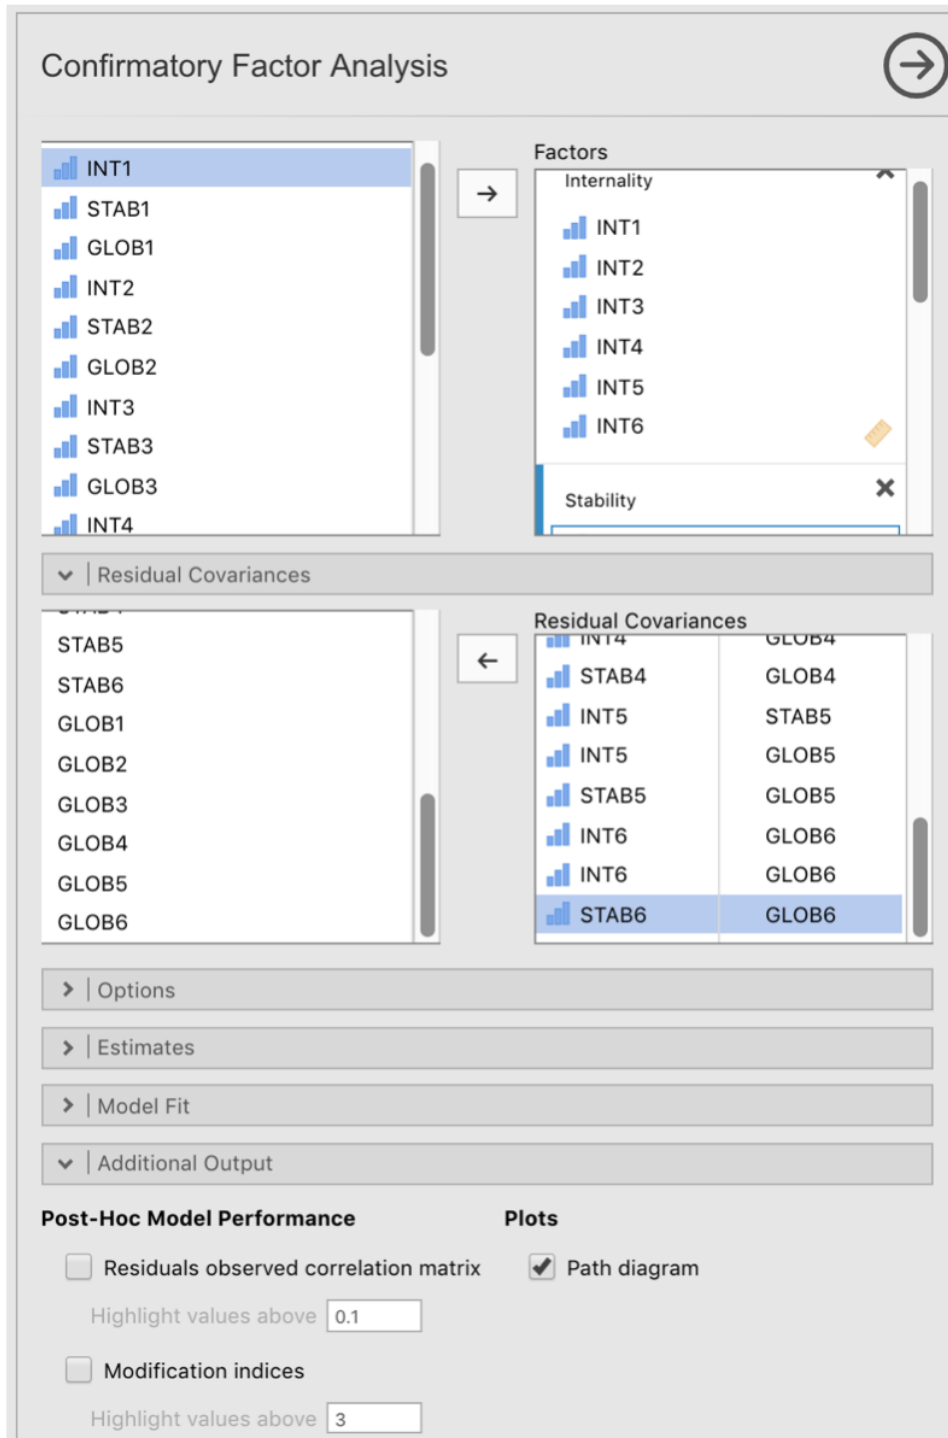 Confirmatory Factor Analysis
INT1
STAB1
GLOB1
INT2
STAB2
GLOB2
INT3
STAB3
GLOB3
INT4
Factors
Internality
INT1
INT2
INT3
INT4
INT5
INT6
Stability
Residual Covariances
STAB5
STAB6
GLOB1
GLOB2
GLOB3
GLOB4
GLOB5
GLOB6
Residual Covariances
INT4 GLOB4
STAB4 GLOB4
INT5 STAB5
INT5 GLOB5
STAB5 GLOB5
INT6 GLOB6
INT6 GLOB6
STAB6 GLOB6
Options
Estimates
Model Fit
Additional Output
Post-Hoc Model Performance
Residuals observed correlation matrix
Highlight values above 0.1
Modification indices
Highlight values above 3
Plots
Path diagram